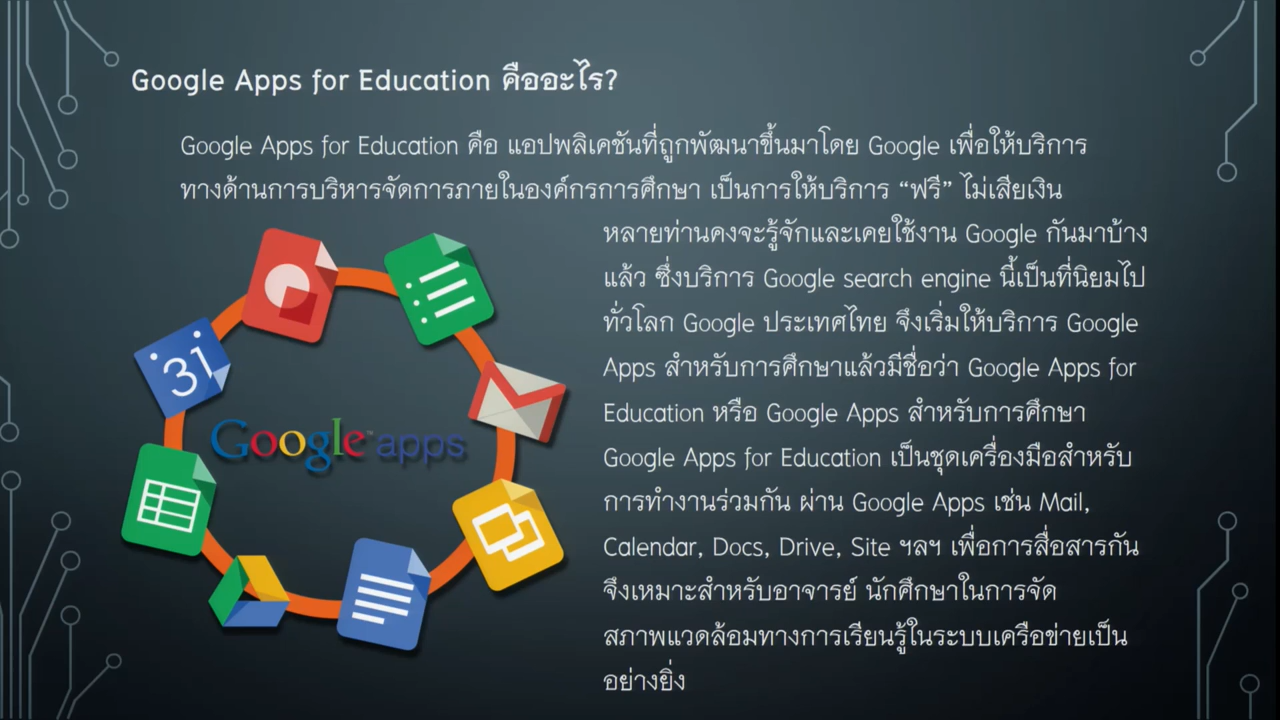 Google Apps for Education คืออะไร?
Google Apps for Education คือ แอปพลิเคชันที่ถูกพัฒนาขึ้นมาโดย Google เพื่อให้บริการ
ทางด้านการบริหารจัดการภายในองค์กรการศึกษา เป็นการให้บริการ “ฟรี” ไม่เสียเงิน
หลายท่านคงจะรู้จักและเคยใช้งาน Google กันมาบ้าง
แล้ว ซึ่งบริการ Google search engine นี้เป็นที่นิยมไป
ทั่วโลก Google ประเทศไทย จึงเริ่มให้บริการ Google
Apps สำหรับการศึกษาแล้วมีชื่อว่า Google Apps for
Education หรือ Google Apps สำหรับการศึกษา
Google Apps for Education เป็นชุดเครื่องมือสำหรับ
การทำงานร่วมกัน ผ่าน Google Apps เช่น Mail,
Calendar, Docs, Drive, Site ฯลฯ เพื่อการสื่อสารกัน
จึงเหมาะสำหรับอาจารย์ นักศึกษาในการจัด
สภาพแวดล้อมทางการเรียนรู้ในระบบเครือข่ายเป็น
อย่างยิ่ง
31
Google™ apps